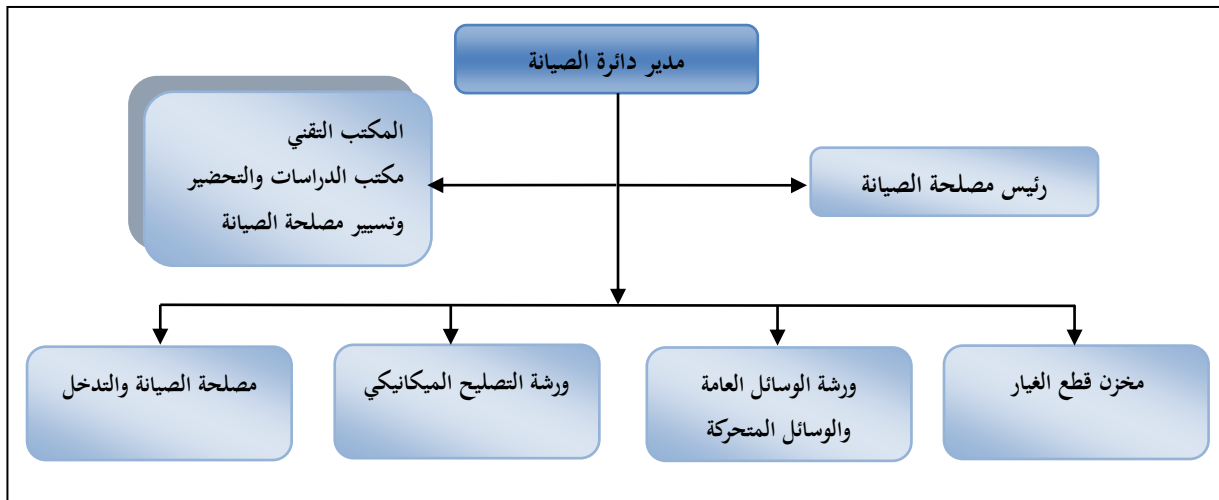 مدير دائرة الصيانة
رئيس مصلحة الصيانة
المكتب التقني
مكتب الدراسات والتحضير
وتسيير مصلحة الصيانة
مخزن قطع الغيار
ورشة الوسائل العامة
والوسائل المتحركة
ورشة التصليح الميكانيكي
مصلحة الصيانة والتدخل